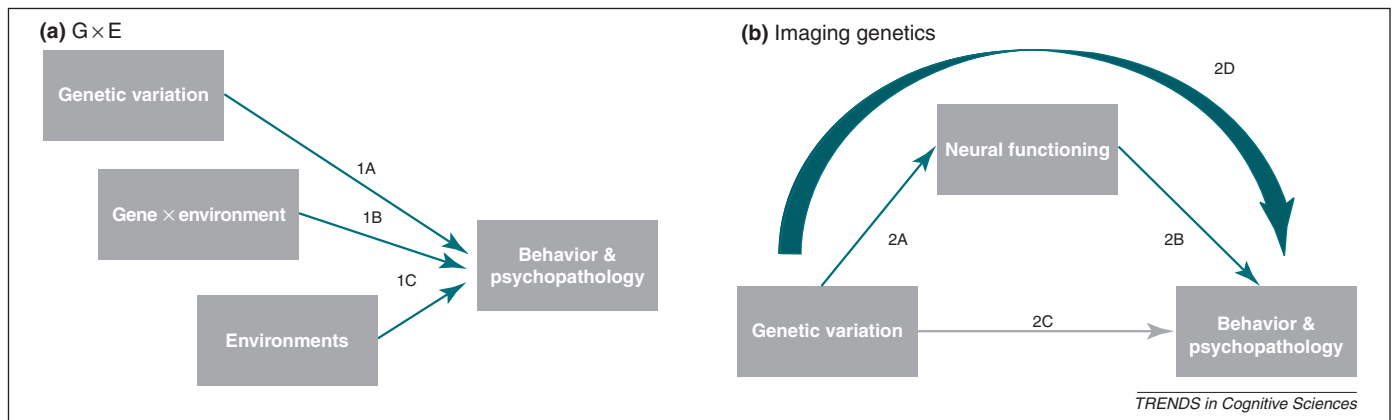 (a) G × E
Genetic variation
1A
Gene × environment
1B
Behavior &
psychopathology
1C
Environments
(b) Imaging genetics
2D
Neural functioning
2A
2B
Genetic variation
2C
Behavior &
psychopathology
TRENDS in Cognitive Sciences